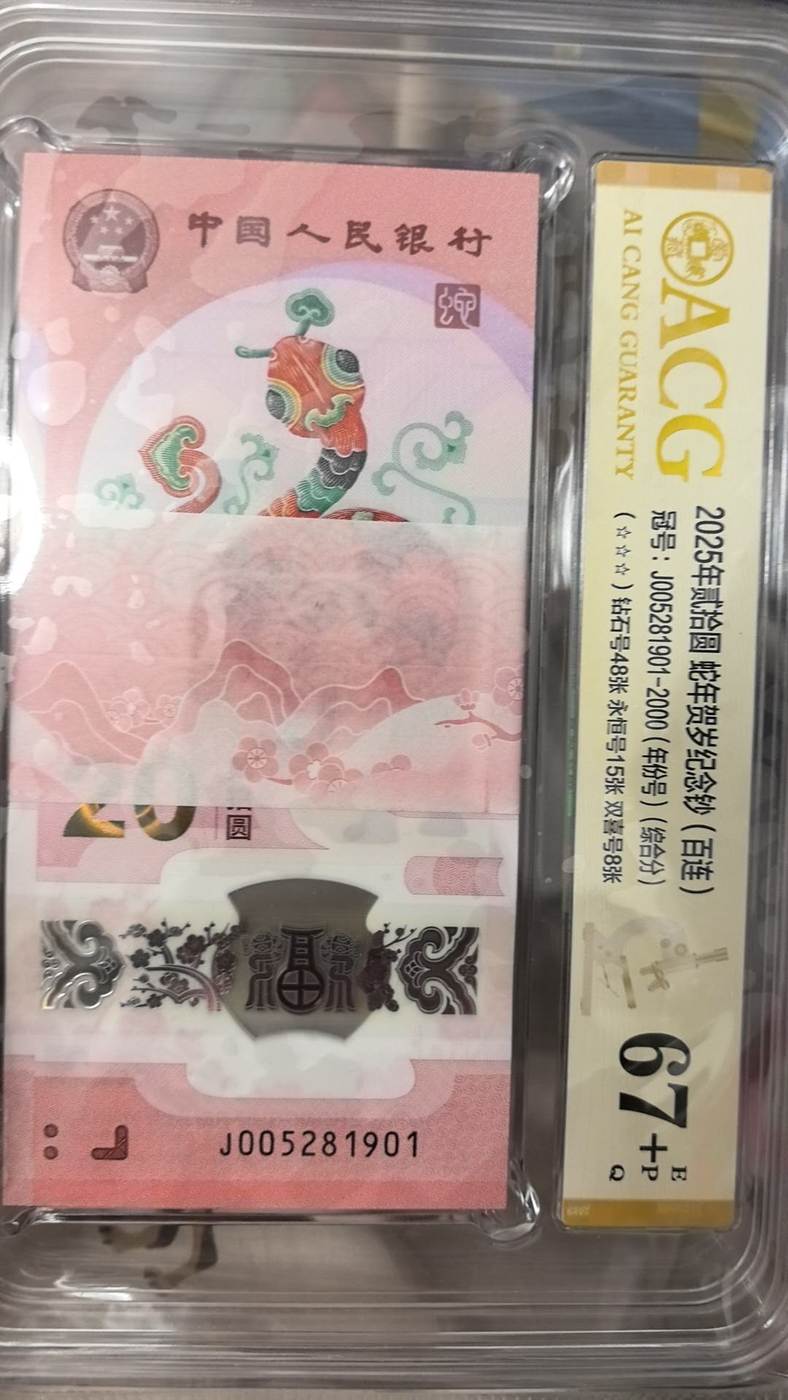 中国人民银行
蛇
20
拾圆
福
J005281901
ACG
AI CANG GUARANTY
2025年贰拾圆 蛇年贺岁纪念钞（百连）
冠号：J005281901-2000（年份号）（综合分）
（☆☆☆）钻石号48张 永恒号15张 双喜号8张
67+
E
P
Q